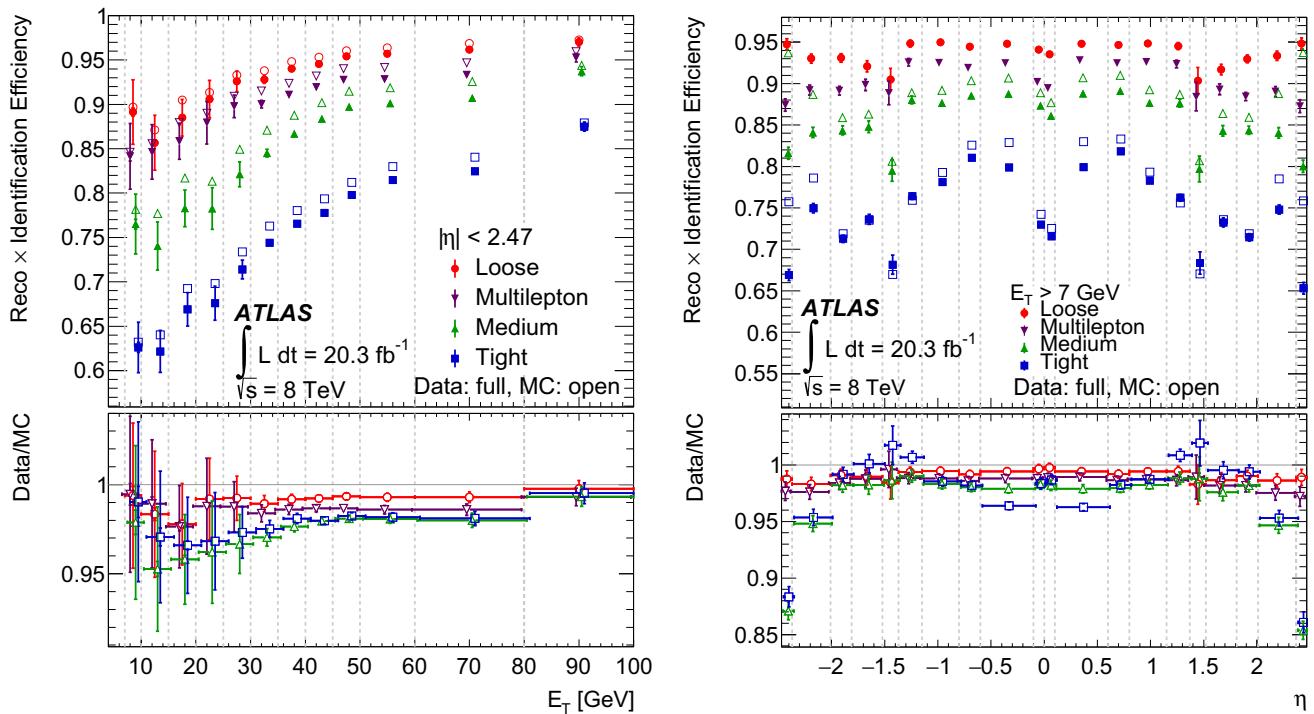 Reco × Identification Efficiency
1
0.95
0.9
0.85
0.8
0.75
0.7
0.65
0.6
|η| < 2.47
Loose
Multilepton
Medium
Tight
ATLAS
∫ L dt = 20.3 fb⁻¹
√s = 8 TeV
Data: full, MC: open
Data/MC
1
0.95
10 20 30 40 50 60 70 80 90 100
E_T [GeV]
Reco × Identification Efficiency
0.95
0.9
0.85
0.8
0.75
0.7
0.65
0.6
0.55
E_T > 7 GeV
Loose
Multilepton
Medium
Tight
ATLAS
∫ L dt = 20.3 fb⁻¹
√s = 8 TeV
Data: full, MC: open
Data/MC
1
0.95
0.9
0.85
−2 −1.5 −1 −0.5 0 0.5 1 1.5 2
η